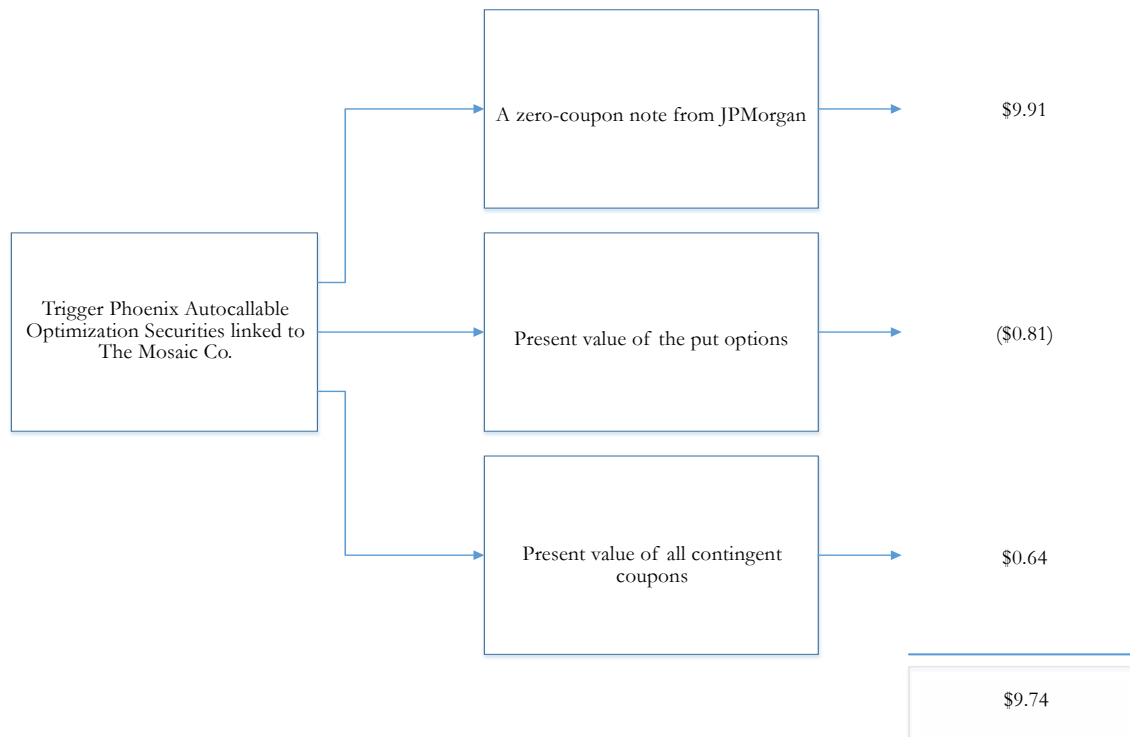 A zero-coupon note from JPMorgan
$9.91
Trigger Phoenix Autocallable
Optimization Securities linked to
The Mosaic Co.
Present value of the put options
($0.81)
Present value of all contingent
coupons
$0.64
$9.74